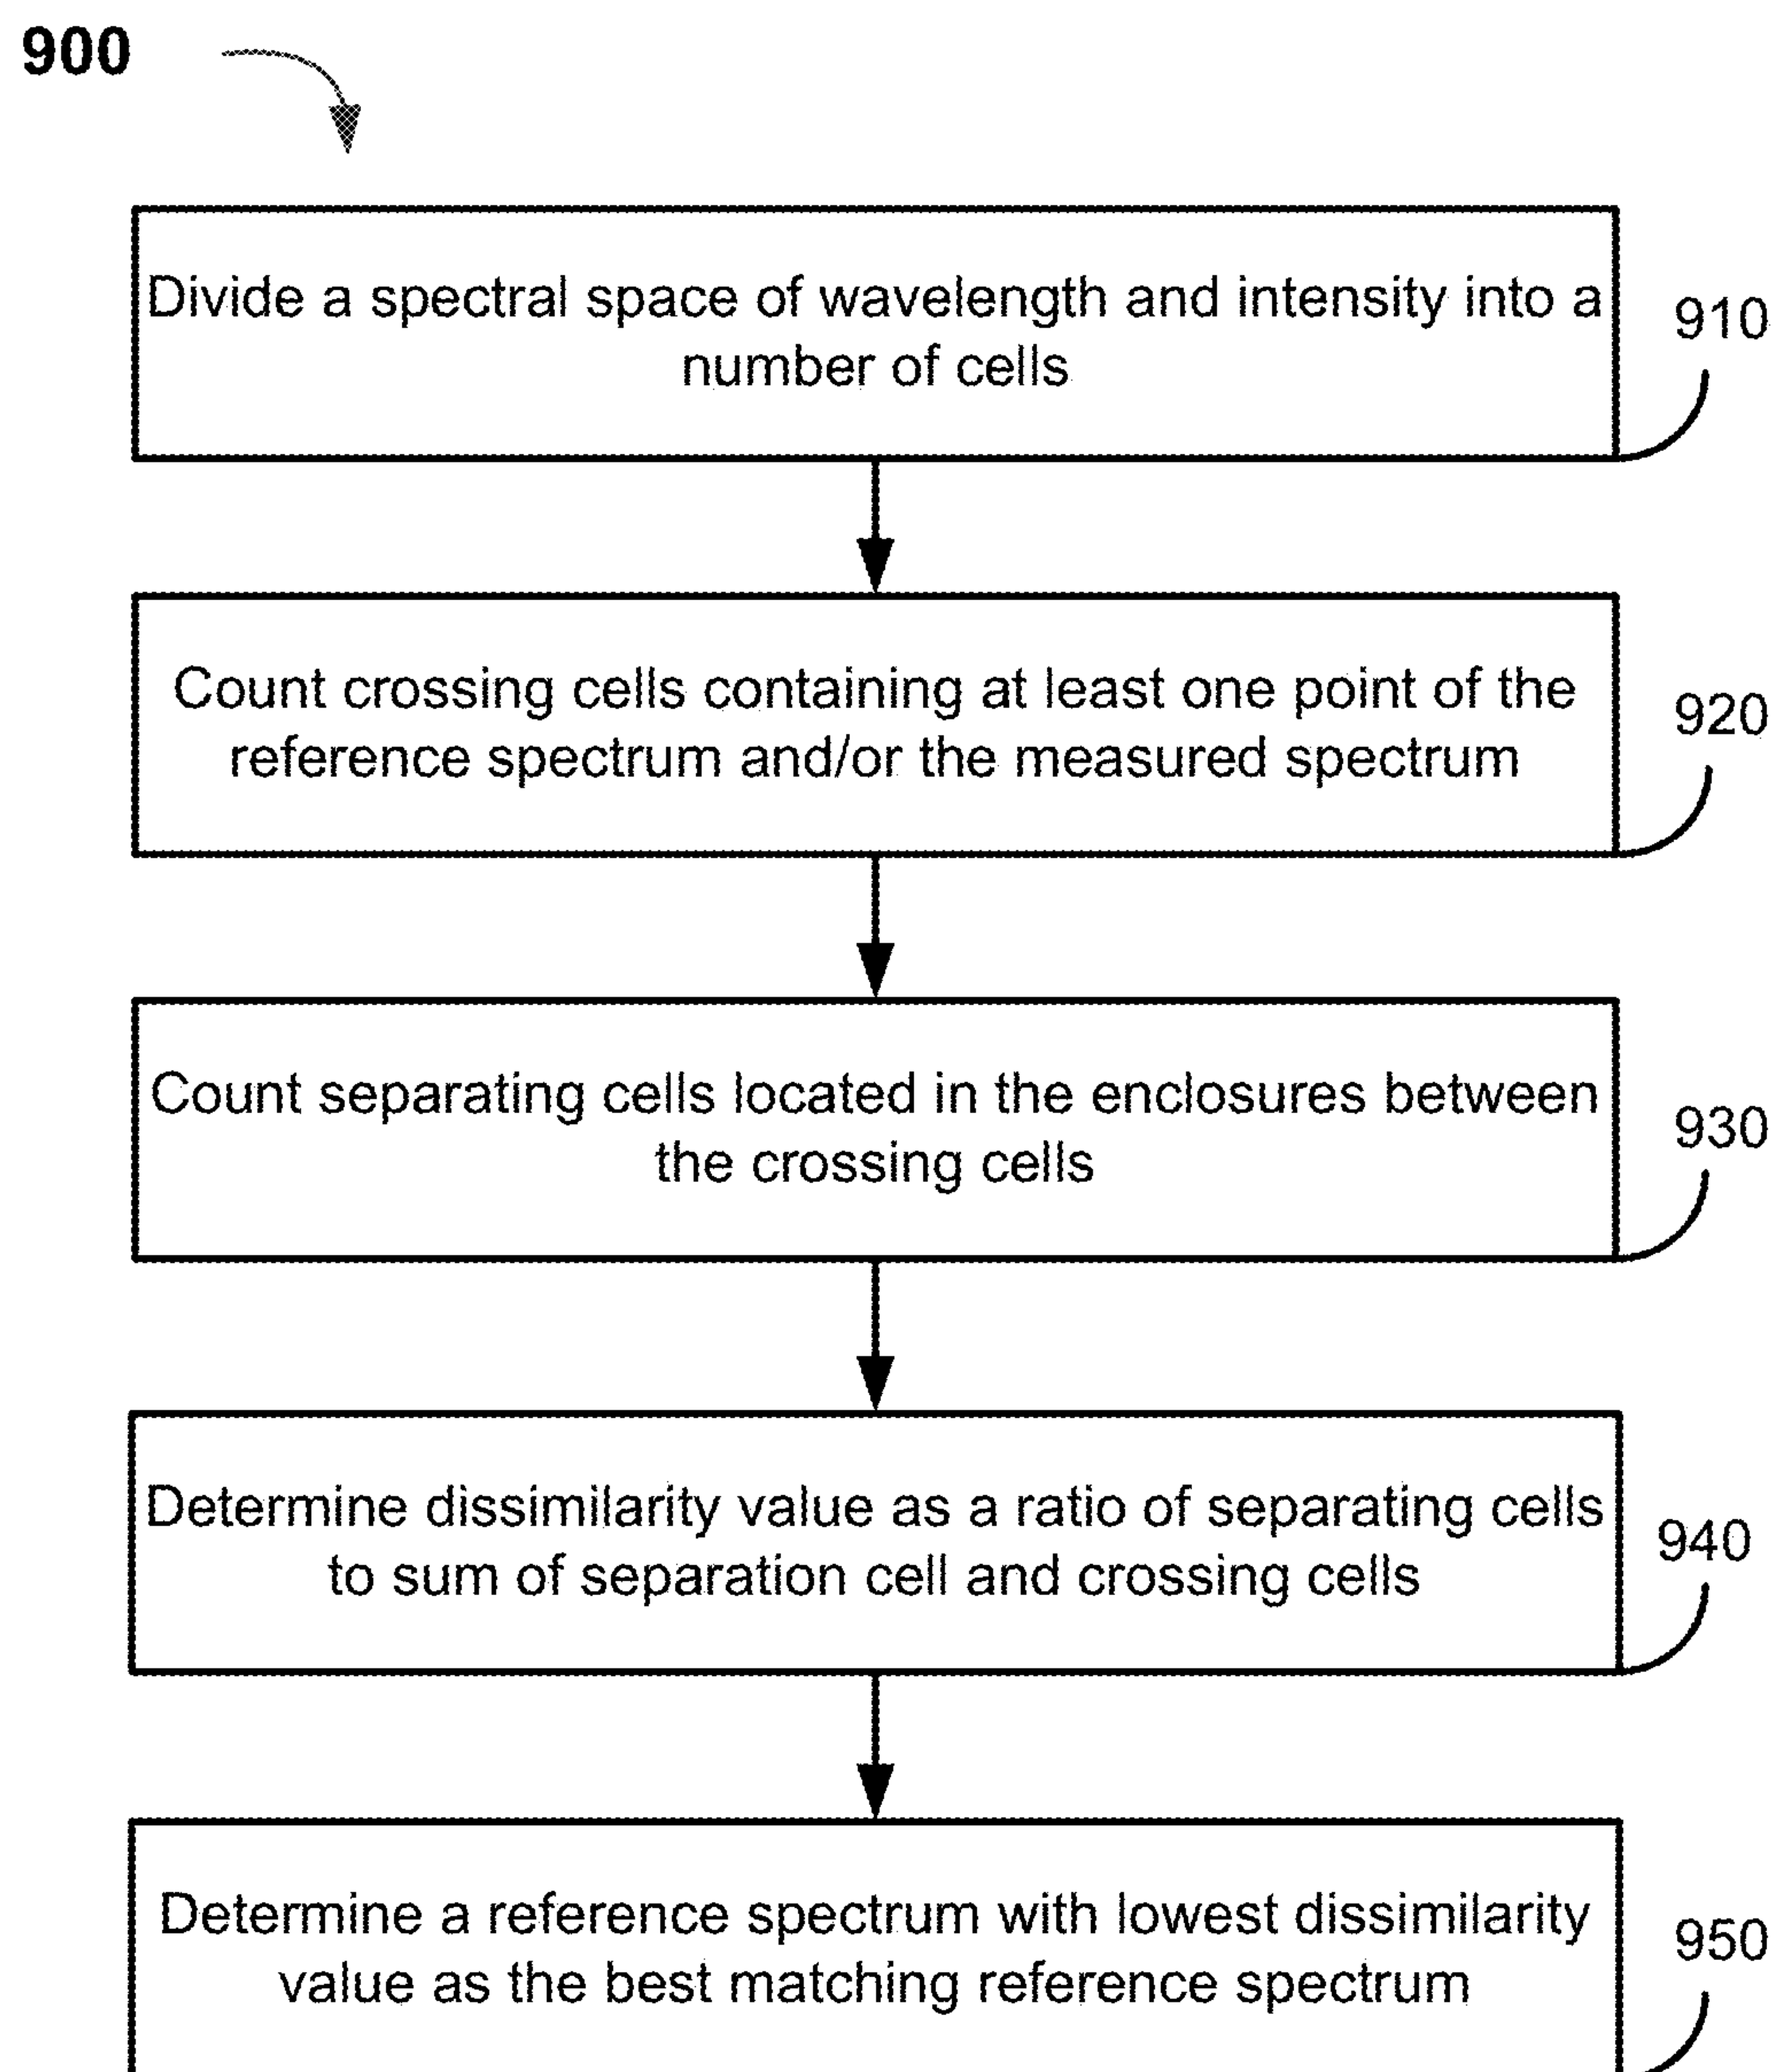 900
Divide a spectral space of wavelength and intensity into a
number of cells
910
Count crossing cells containing at least one point of the
reference spectrum and/or the measured spectrum
920
Count separating cells located in the enclosures between
the crossing cells
930
Determine dissimilarity value as a ratio of separating cells
to sum of separation cell and crossing cells
940
Determine a reference spectrum with lowest dissimilarity
value as the best matching reference spectrum
950